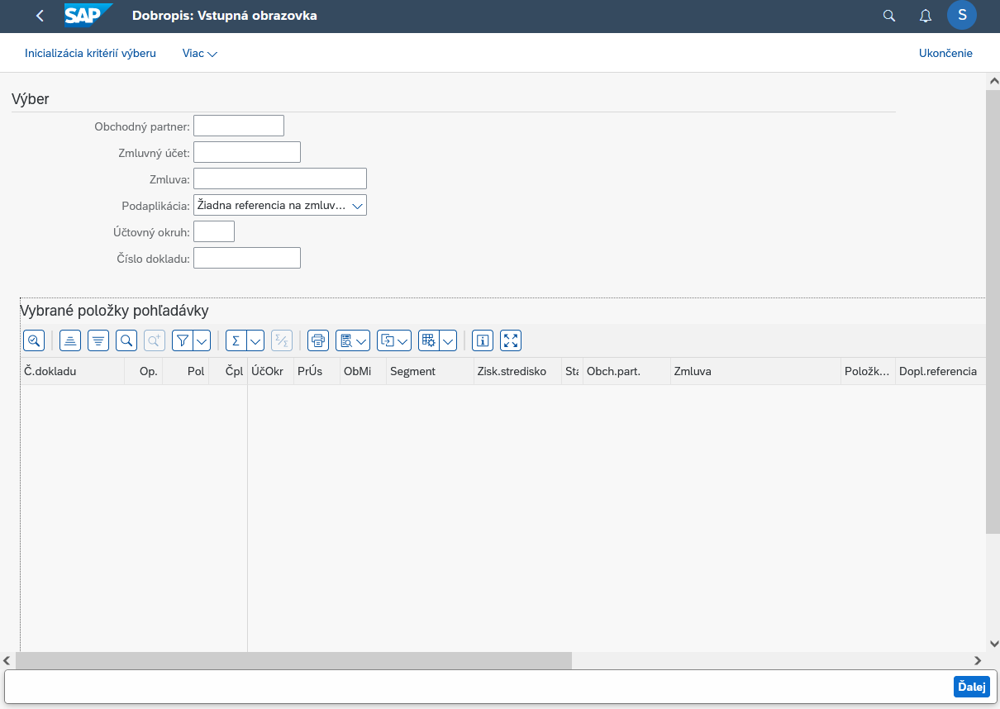 SAP Dobropis: Vstupná obrazovka S
Inicializácia kritérií výberu Viac Ukončenie
Výber
Obchodný partner:
Zmluvný účet:
Zmluva:
Podaplikácia: Žiadna referencia na zmluv...
Účtovný okruh:
Číslo dokladu:
Vybrané položky pohľadávky
Č.dokladu Op. Pol Čpl ÚčOkr PrÚs ObMi Segment Zisk.stredisko Sta Obch.part. Zmluva Položk... Dopl.referencia
Ďalej